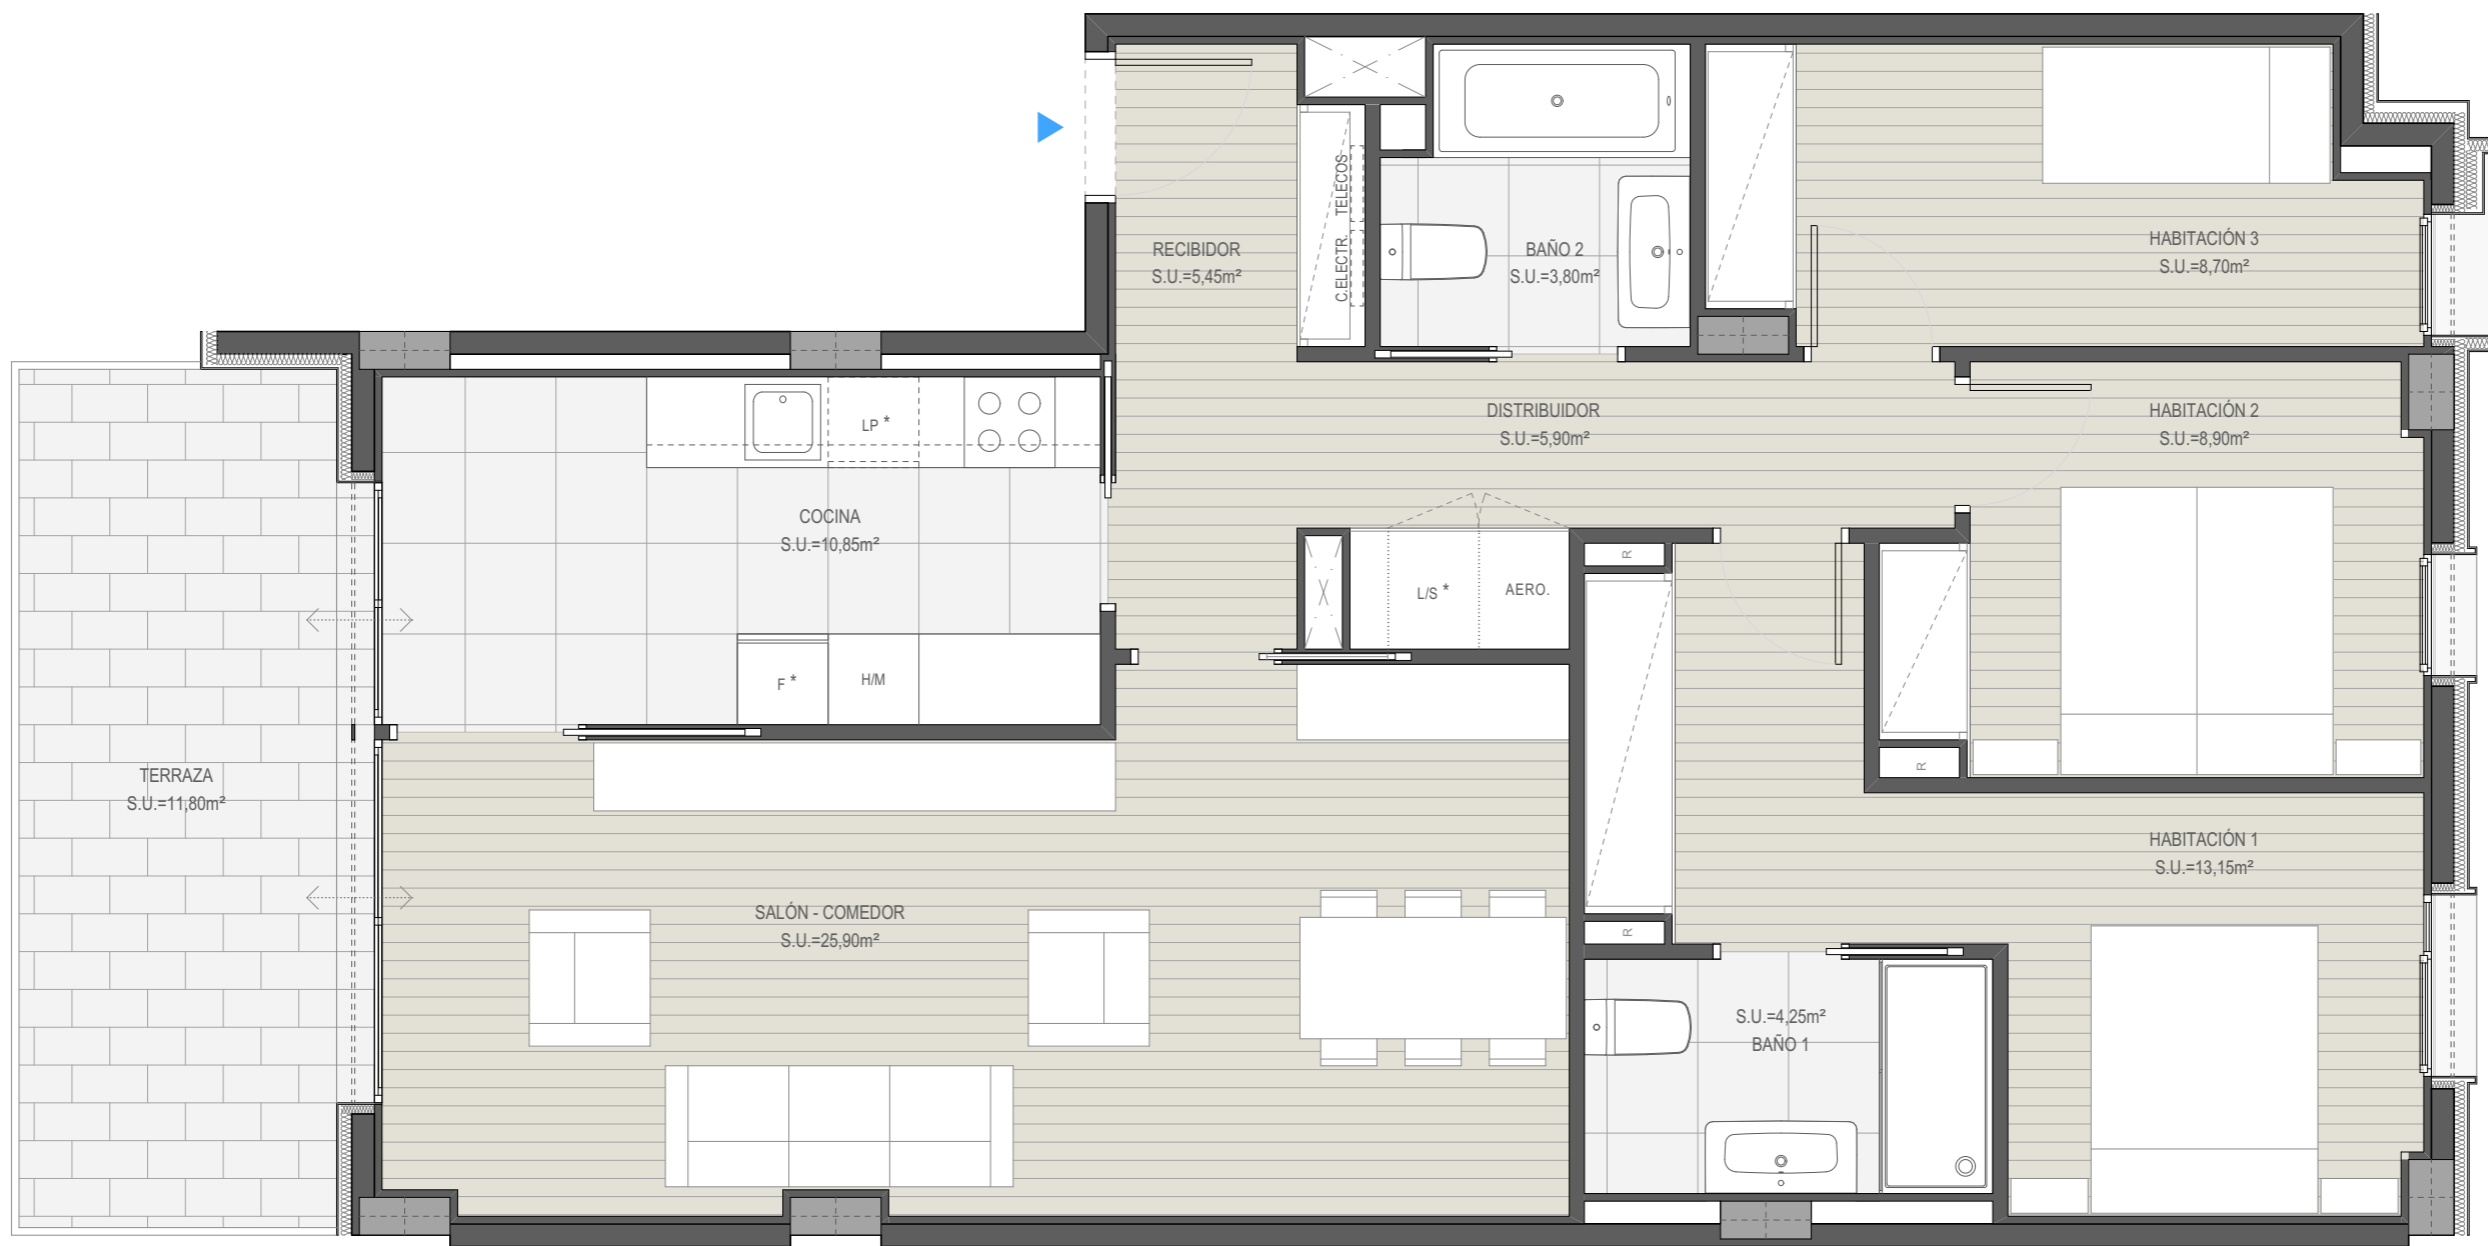 RECIBIDOR
S.U.=5,45m²
C.ELECTR. TELECOS
BAÑO 2
S.U.=3,80m²
HABITACIÓN 3
S.U.=8,70m²
LP *
DISTRIBUIDOR
S.U.=5,90m²
HABITACIÓN 2
S.U.=8,90m²
COCINA
S.U.=10,85m²
R
L/S *
AERO.
F *
H/M
TERRAZA
S.U.=11,80m²
R
HABITACIÓN 1
S.U.=13,15m²
SALÓN - COMEDOR
S.U.=25,90m²
R
S.U.=4,25m²
BAÑO 1